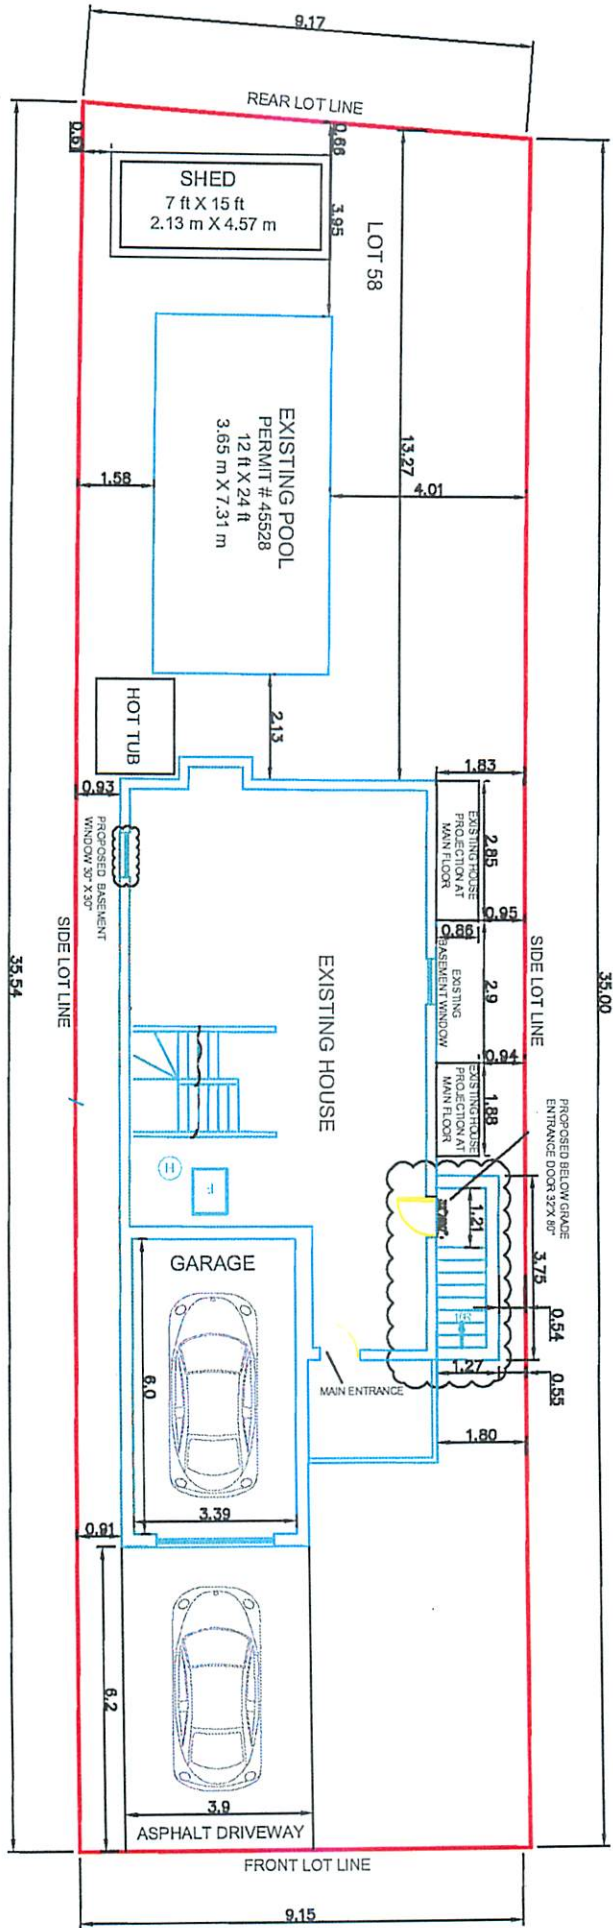 9.17
REAR LOT LINE
0.61
0.66
SHED
7 ft X 15 ft
2.13 m X 4.57 m
3.95
LOT 58
EXISTING POOL
PERMIT # 45528
12 ft X 24 ft
3.65 m X 7.31 m
13.27
1.58
4.01
HOT TUB
2.13
0.93
1.83
PROPOSED BASEMENT
WINDOW 30" X 30"
EXISTING HOUSE
PROJECTION AT
MAIN FLOOR
2.85
0.95
0.86
EXISTING
BASEMENT WINDOW
2.9
SIDE LOT LINE
SIDE LOT LINE
35.54
35.00
EXISTING HOUSE
0.94
EXISTING HOUSE
PROJECTION AT
MAIN FLOOR
1.88
PROPOSED BELOW GRADE
ENTRANCE DOOR 32"X 80"
H
F
1.21
3.75
0.54
GARAGE
MAIN ENTRANCE
1.27
0.55
6.0
1.80
3.39
0.91
6.2
3.9
ASPHALT DRIVEWAY
FRONT LOT LINE
9.15